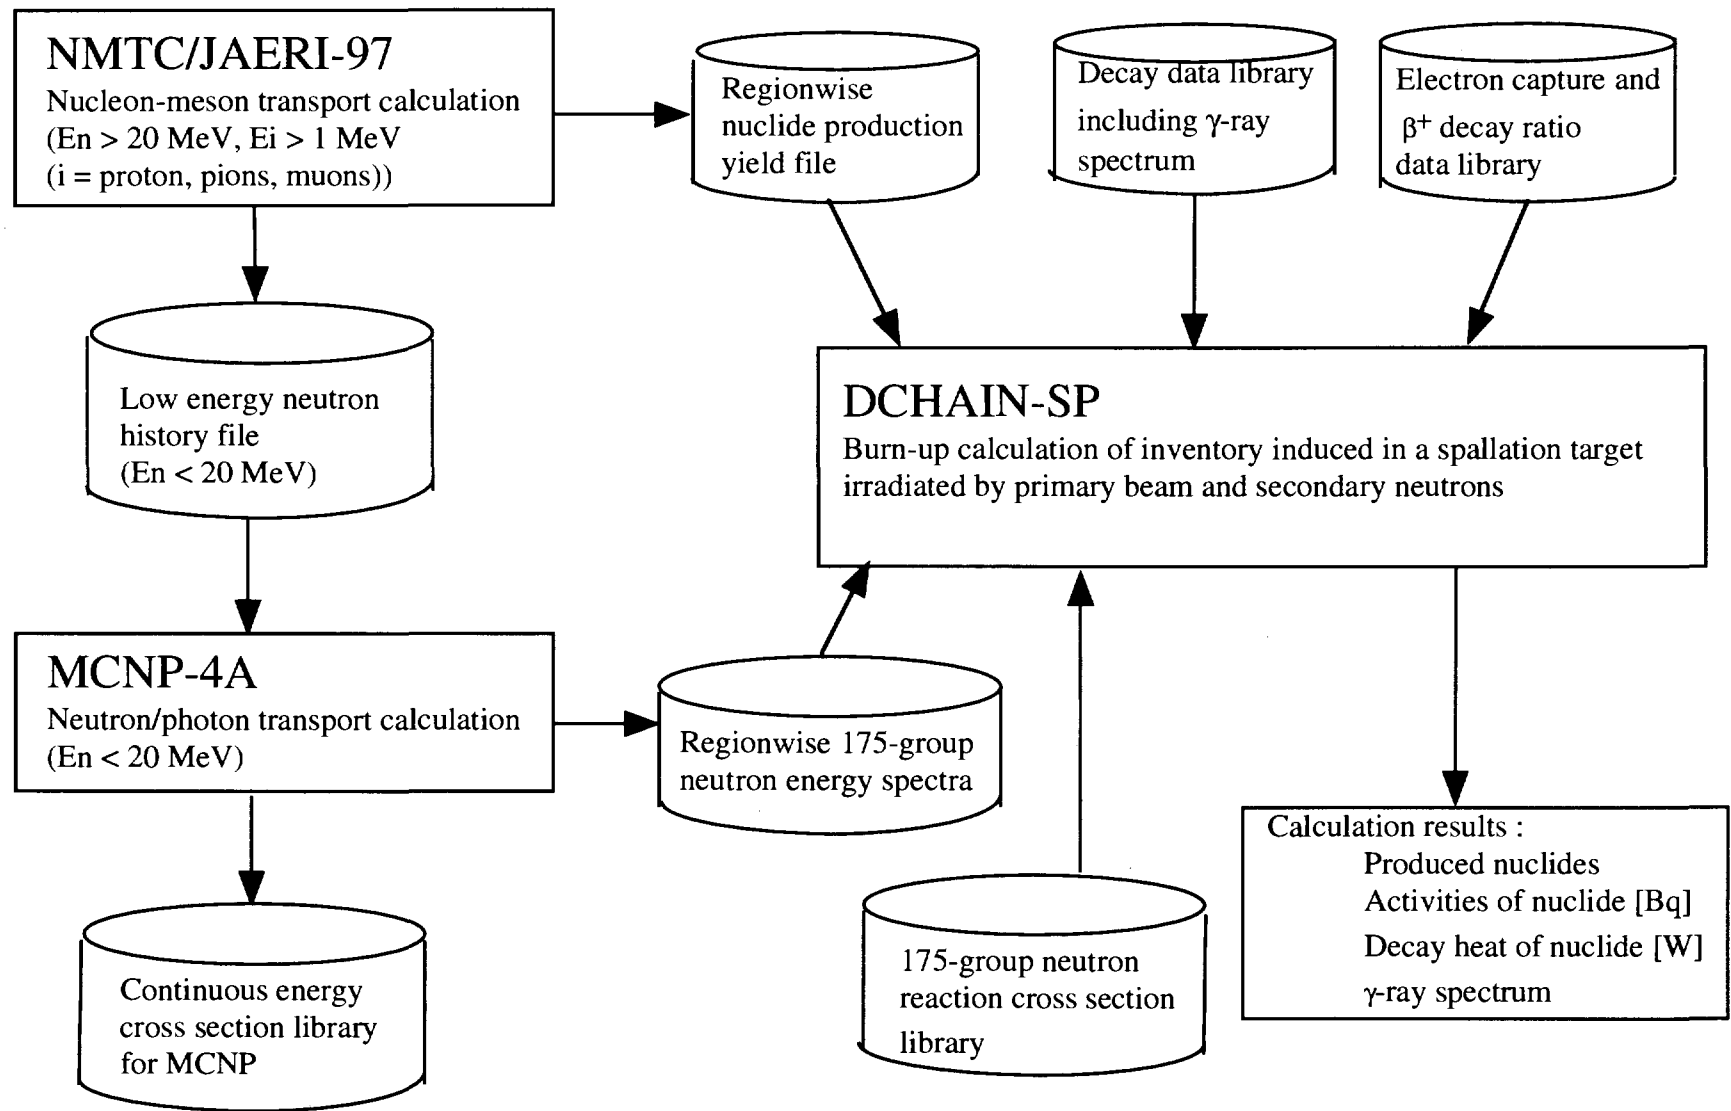 NMTC/JAERI-97
Nucleon-meson transport calculation
(En > 20 MeV, Ei > 1 MeV
(i = proton, pions, muons))
Regionwise
nuclide production
yield file
Decay data library
including γ-ray
spectrum
Electron capture and
β⁺ decay ratio
data library
Low energy neutron
history file
(En < 20 MeV)
DCHAIN-SP
Burn-up calculation of inventory induced in a spallation target
irradiated by primary beam and secondary neutrons
MCNP-4A
Neutron/photon transport calculation
(En < 20 MeV)
Regionwise 175-group
neutron energy spectra
Continuous energy
cross section library
for MCNP
175-group neutron
reaction cross section
library
Calculation results :
Produced nuclides
Activities of nuclide [Bq]
Decay heat of nuclide [W]
γ-ray spectrum